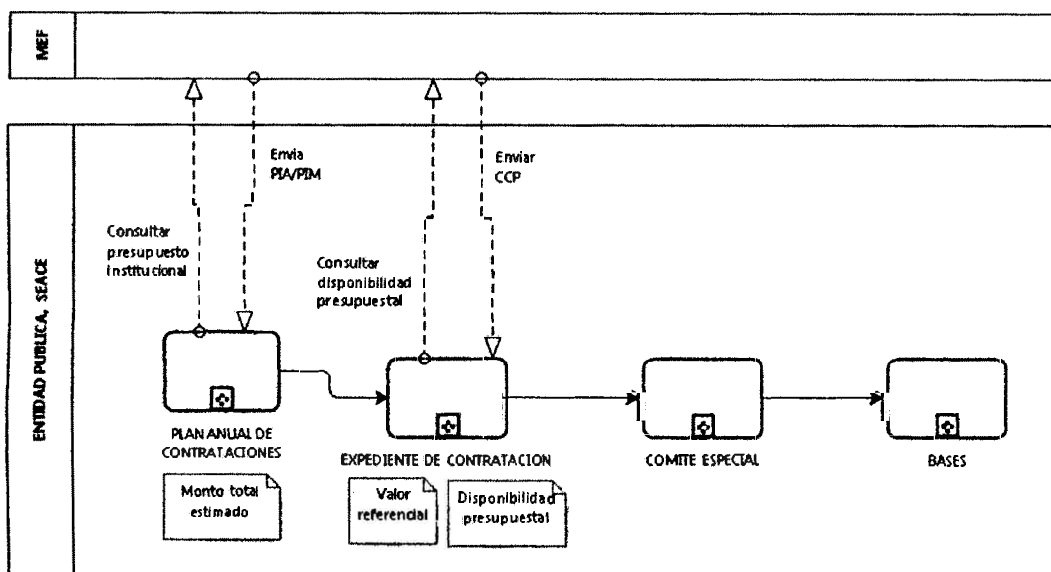 MEF
ENTIDAD PUBLICA, SEACE
Envia
PIA/PIM
Enviar
CCP
Consultar
presupuesto
institucional
Consultar
disponibilidad
presupuestal
PLAN ANUAL DE
CONTRATACIONES
EXPEDIENTE DE CONTRATACION
COMITE ESPECIAL
BASES
Monto total
estimado
Valor
referencial
Disponibilidad
presupuestal